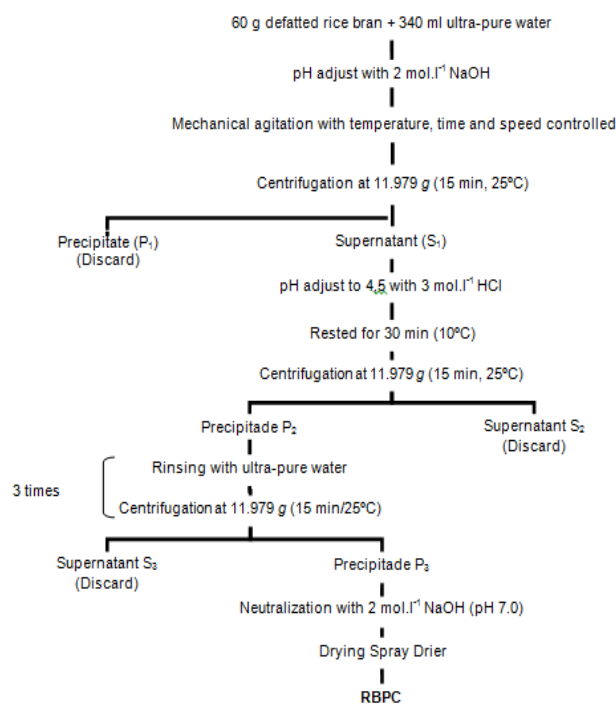 60 g defatted rice bran + 340 ml ultra-pure water
pH adjust with 2 mol.l⁻¹ NaOH
Mechanical agitation with temperature, time and speed controlled
Centrifugation at 11.979 g (15 min, 25ºC)
Precipitate (P₁)
(Discard)
Supernatant (S₁)
pH adjust to 4.5 with 3 mol.l⁻¹ HCl
Rested for 30 min (10ºC)
Centrifugation at 11.979 g (15 min, 25ºC)
Precipitade P₂
Supernatant S₂
(Discard)
Rinsing with ultra-pure water
3 times
Centrifugation at 11.979 g (15 min/25ºC)
Supernatant S₃
(Discard)
Precipitade P₃
Neutralization with 2 mol.l⁻¹ NaOH (pH 7.0)
Drying Spray Drier
RBPC